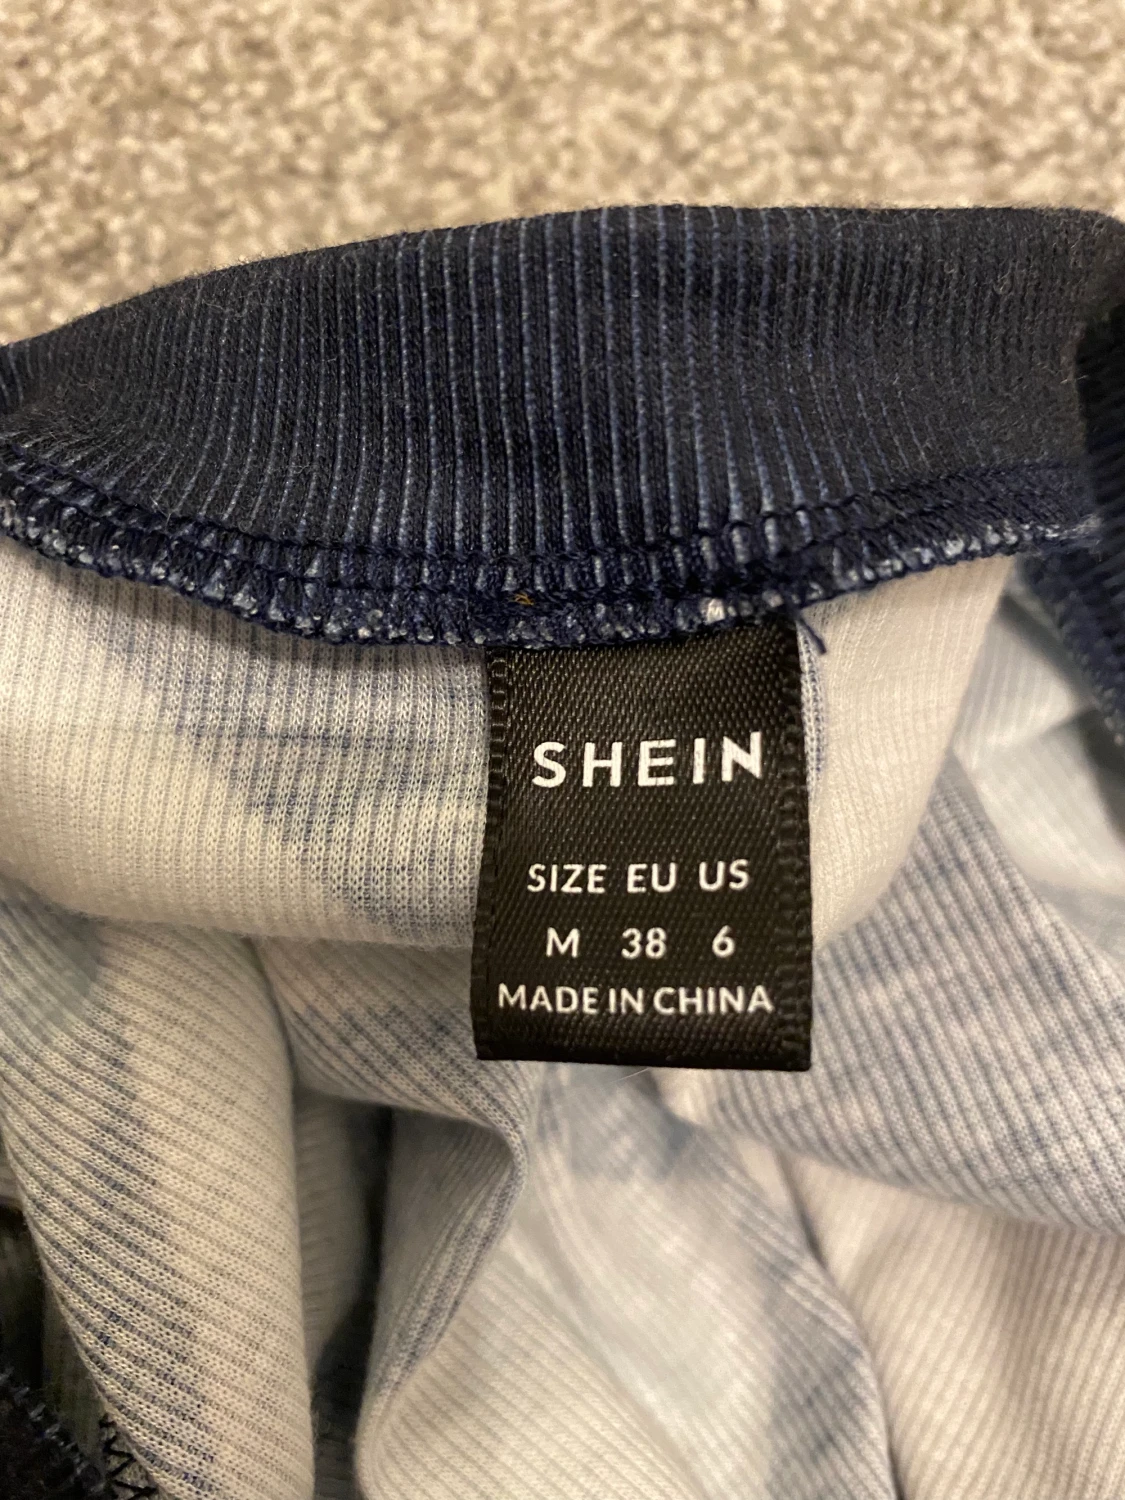 SHEIN
SIZE EU US
M 38 6
MADE IN CHINA